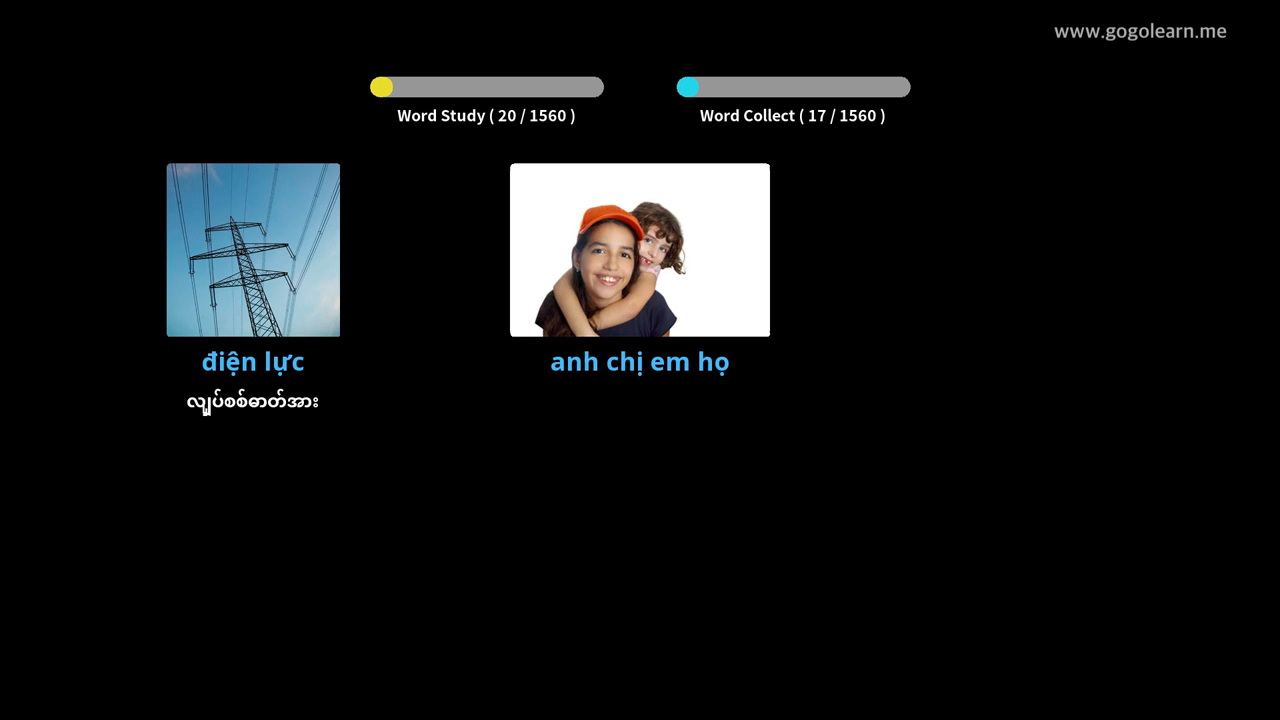 www.gogolearn.me
Word Study ( 20 / 1560 )
Word Collect ( 17 / 1560 )
điện lực
anh chị em họ
လျှပ်စစ်ဓာတ်အား